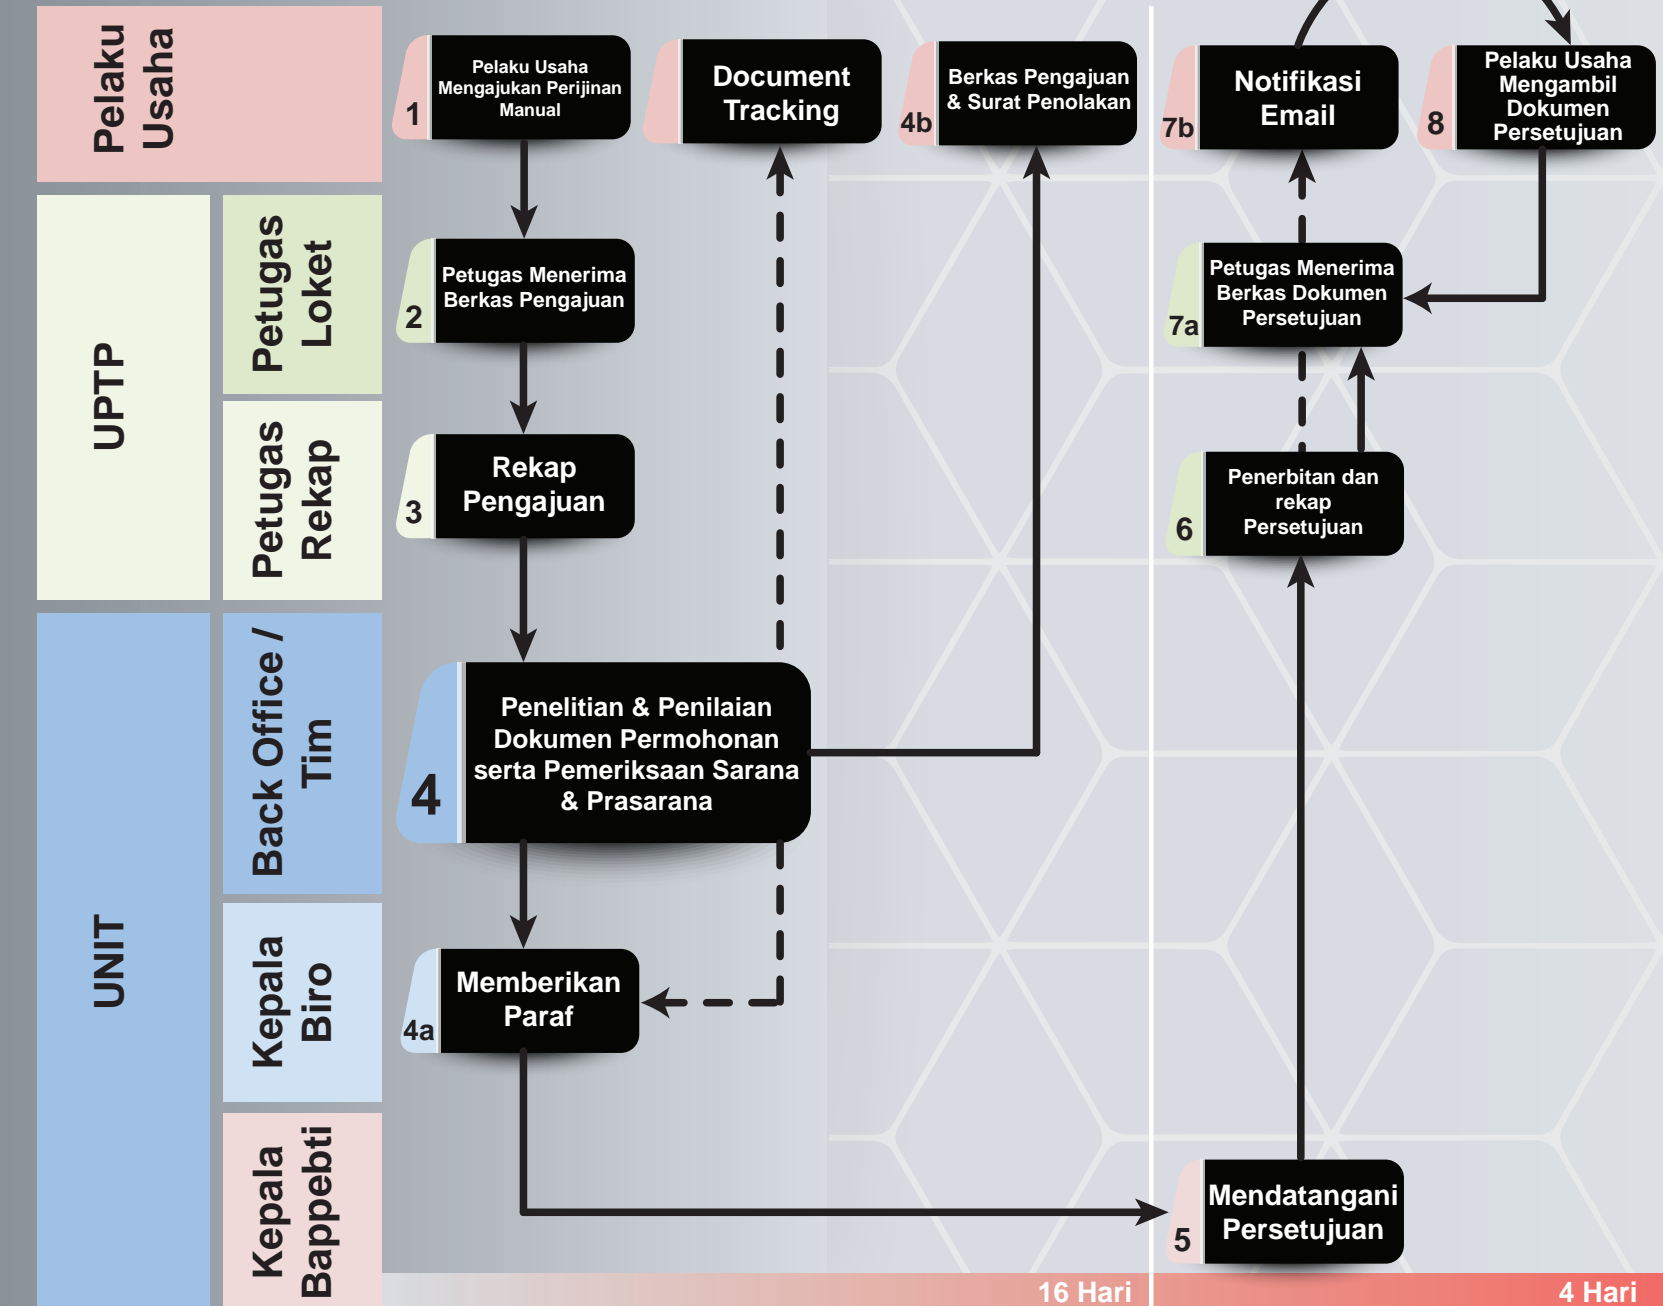 Pelaku
Usaha
1
Pelaku Usaha
Mengajukan Perijinan
Manual
Document
Tracking
4b
Berkas Pengajuan
& Surat Penolakan
7b
Notifikasi
Email
8
Pelaku Usaha
Mengambil
Dokumen
Persetujuan
UPTP
Petugas
Loket
2
Petugas Menerima
Berkas Pengajuan
7a
Petugas Menerima
Berkas Dokumen
Persetujuan
Petugas
Rekap
3
Rekap
Pengajuan
6
Penerbitan dan
rekap
Persetujuan
UNIT
Back Office /
Tim
4
Penelitian & Penilaian
Dokumen Permohonan
serta Pemeriksaan Sarana
& Prasarana
Kepala
Biro
4a
Memberikan
Paraf
Kepala
Bappebti
5
Mendatangani
Persetujuan
16 Hari
4 Hari